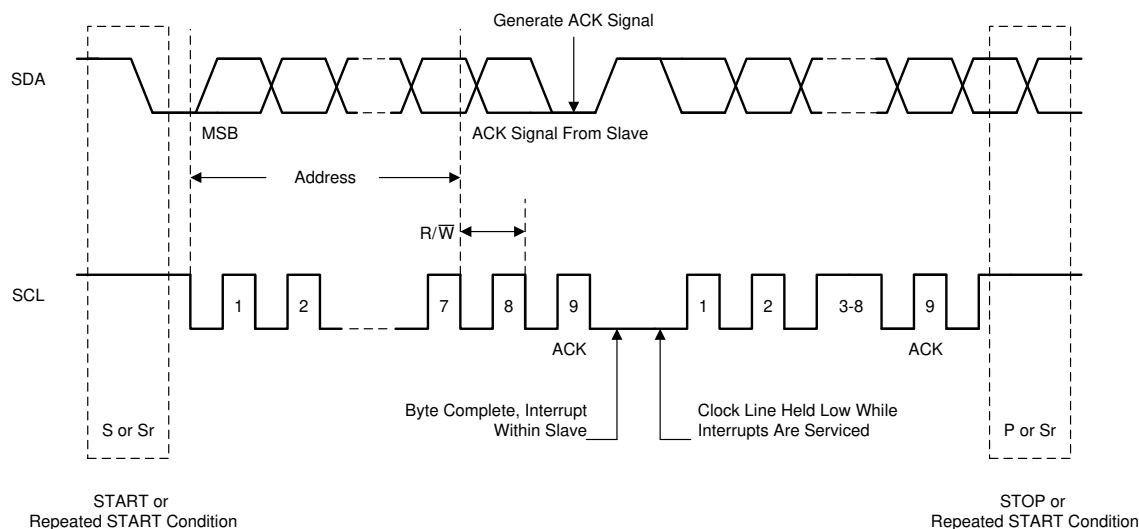 Generate ACK Signal
SDA
MSB
ACK Signal From Slave
Address
R/W
SCL
1
2
7
8
9
1
2
3-8
9
ACK
ACK
Byte Complete, Interrupt
Within Slave
Clock Line Held Low While
Interrupts Are Serviced
S or Sr
P or Sr
START or
Repeated START Condition
STOP or
Repeated START Condition